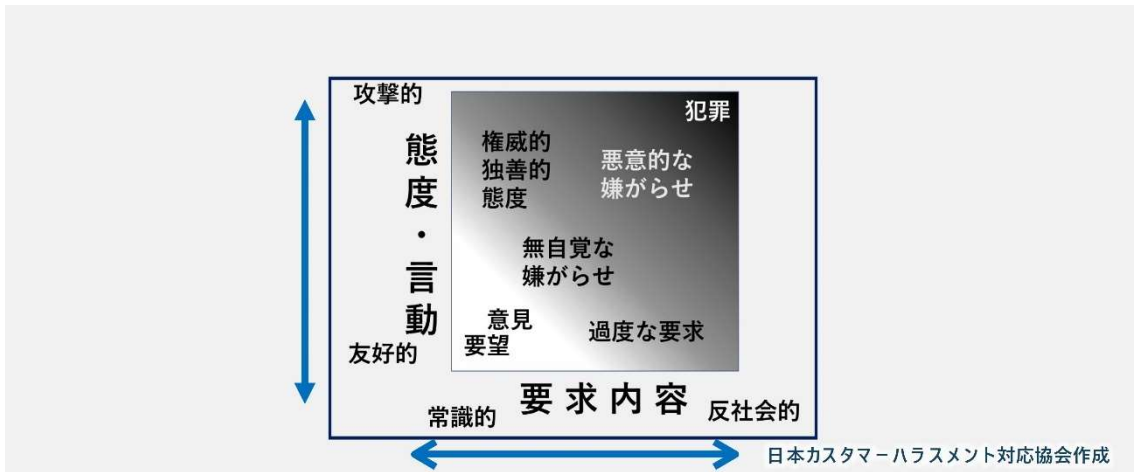 攻撃的
態度・言動
友好的
犯罪
権威的
独善的
態度
悪意的な
嫌がらせ
無自覚な
嫌がらせ
意見
要望
過度な要求
常識的
要求内容
反社会的
日本カスタマーハラスメント対応協会作成